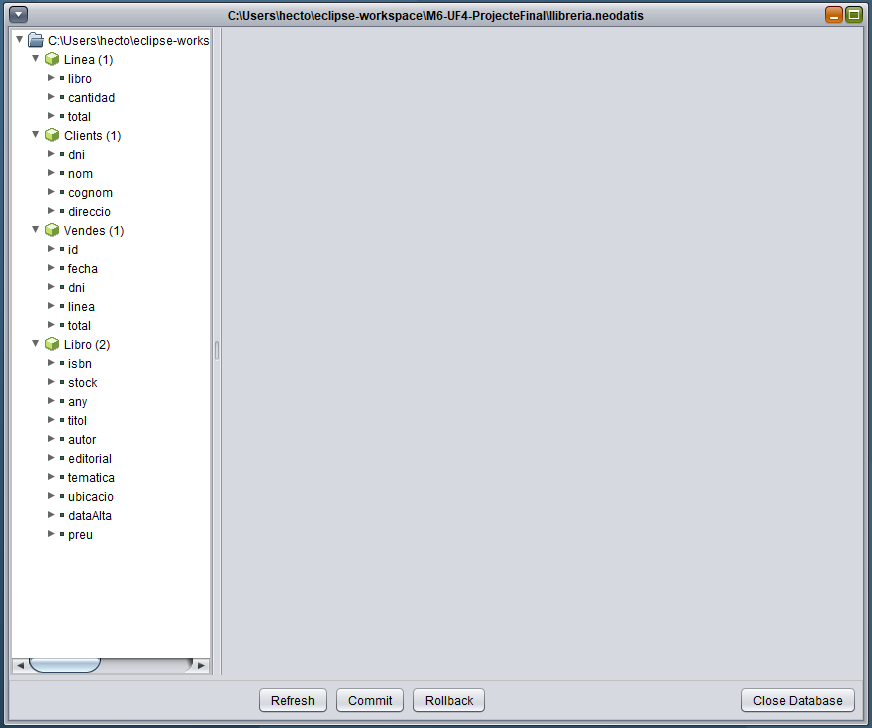 C:\Users\hecto\eclipse-workspace\M6-UF4-ProjecteFinal\llibreria.neodatis
C:\Users\hecto\eclipse-works
Linea (1)
libro
cantidad
total
Clients (1)
dni
nom
cognom
direccio
Vendes (1)
id
fecha
dni
linea
total
Libro (2)
isbn
stock
any
titol
autor
editorial
tematica
ubicacio
dataAlta
preu
Refresh Commit Rollback Close Database